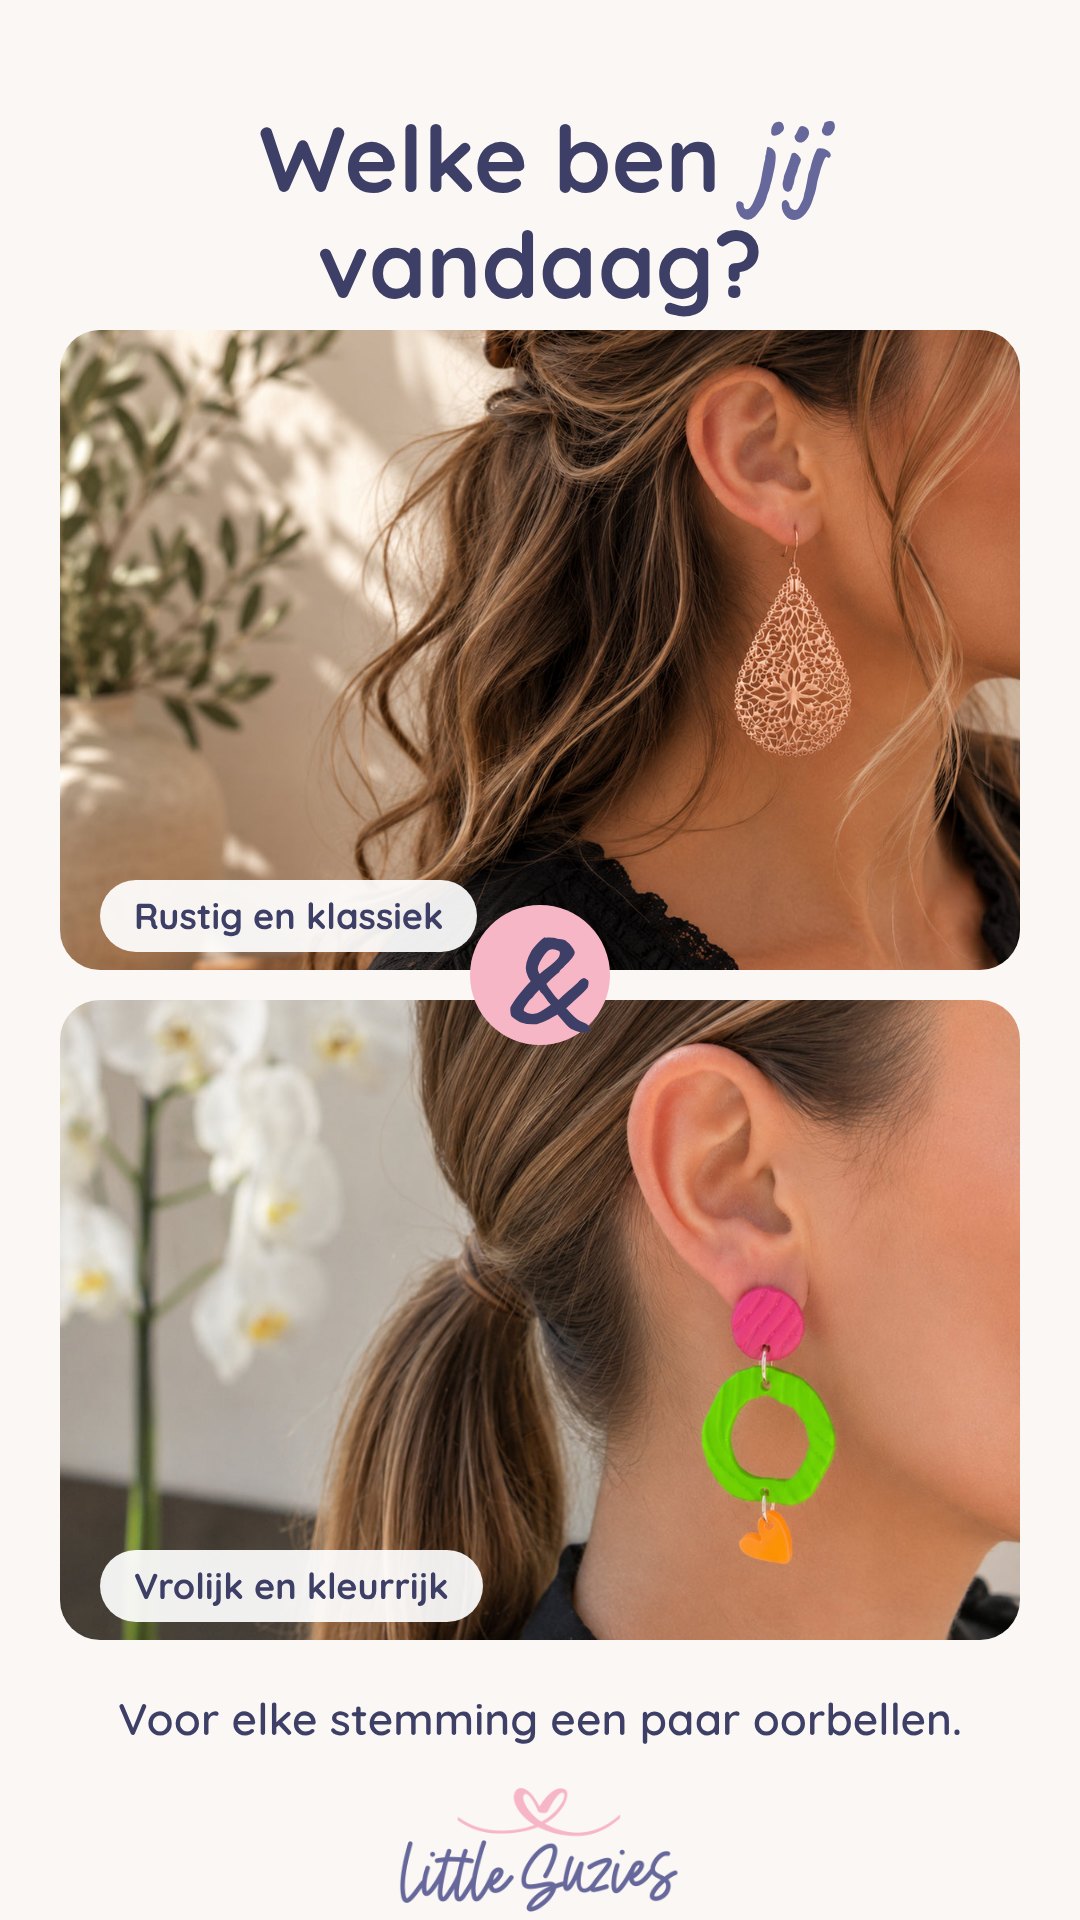 Welke ben jij
vandaag?
Rustig en klassiek
&
Vrolijk en kleurrijk
Voor elke stemming een paar oorbellen.
little Suzies